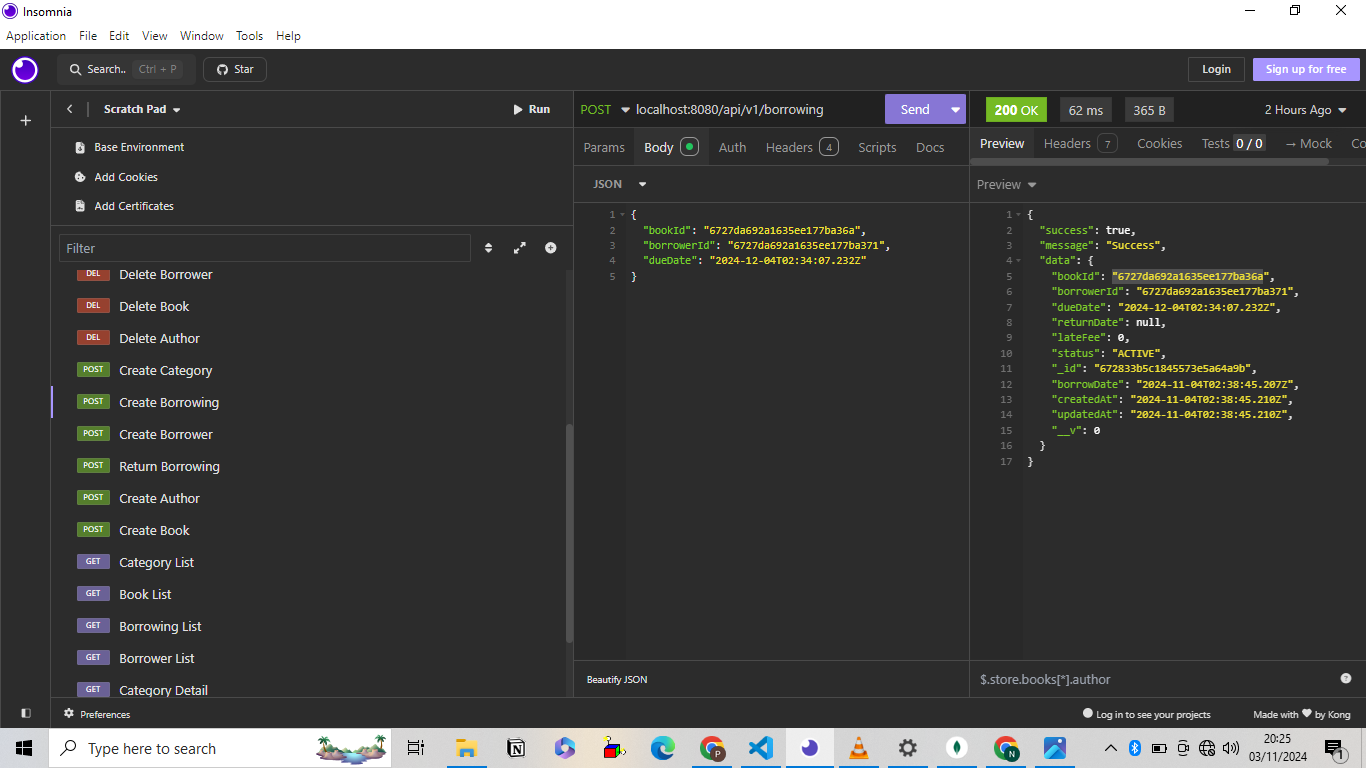 Insomnia
Application File Edit View Window Tools Help
Search.. Ctrl + P Star Login Sign up for free
Scratch Pad Run
Base Environment
Add Cookies
Add Certificates
Filter
DEL Delete Borrower
DEL Delete Book
DEL Delete Author
POST Create Category
POST Create Borrowing
POST Create Borrower
POST Return Borrowing
POST Create Author
POST Create Book
GET Category List
GET Book List
GET Borrowing List
GET Borrower List
GET Category Detail
Preferences
POST localhost:8080/api/v1/borrowing Send
Params Body Auth Headers 4 Scripts Docs
JSON
1 {
2 "bookId": "6727da692a1635ee177ba36a",
3 "borrowerId": "6727da692a1635ee177ba371",
4 "dueDate": "2024-12-04T02:34:07.232Z"
5 }
Beautify JSON
200 OK 62 ms 365 B 2 Hours Ago
Preview Headers 7 Cookies Tests 0 / 0 → Mock Co
Preview
1 {
2 "success": true,
3 "message": "Success",
4 "data": {
5 "bookId": "6727da692a1635ee177ba36a",
6 "borrowerId": "6727da692a1635ee177ba371",
7 "dueDate": "2024-12-04T02:34:07.232Z",
8 "returnDate": null,
9 "lateFee": 0,
10 "status": "ACTIVE",
11 "_id": "672833b5c1845573e5a64a9b",
12 "borrowDate": "2024-11-04T02:38:45.207Z",
13 "createdAt": "2024-11-04T02:38:45.210Z",
14 "updatedAt": "2024-11-04T02:38:45.210Z",
15 "__v": 0
16 }
17 }
$.store.books[*].author
Log in to see your projects Made with ♥ by Kong
Type here to search
P
N
20:25
03/11/2024
1